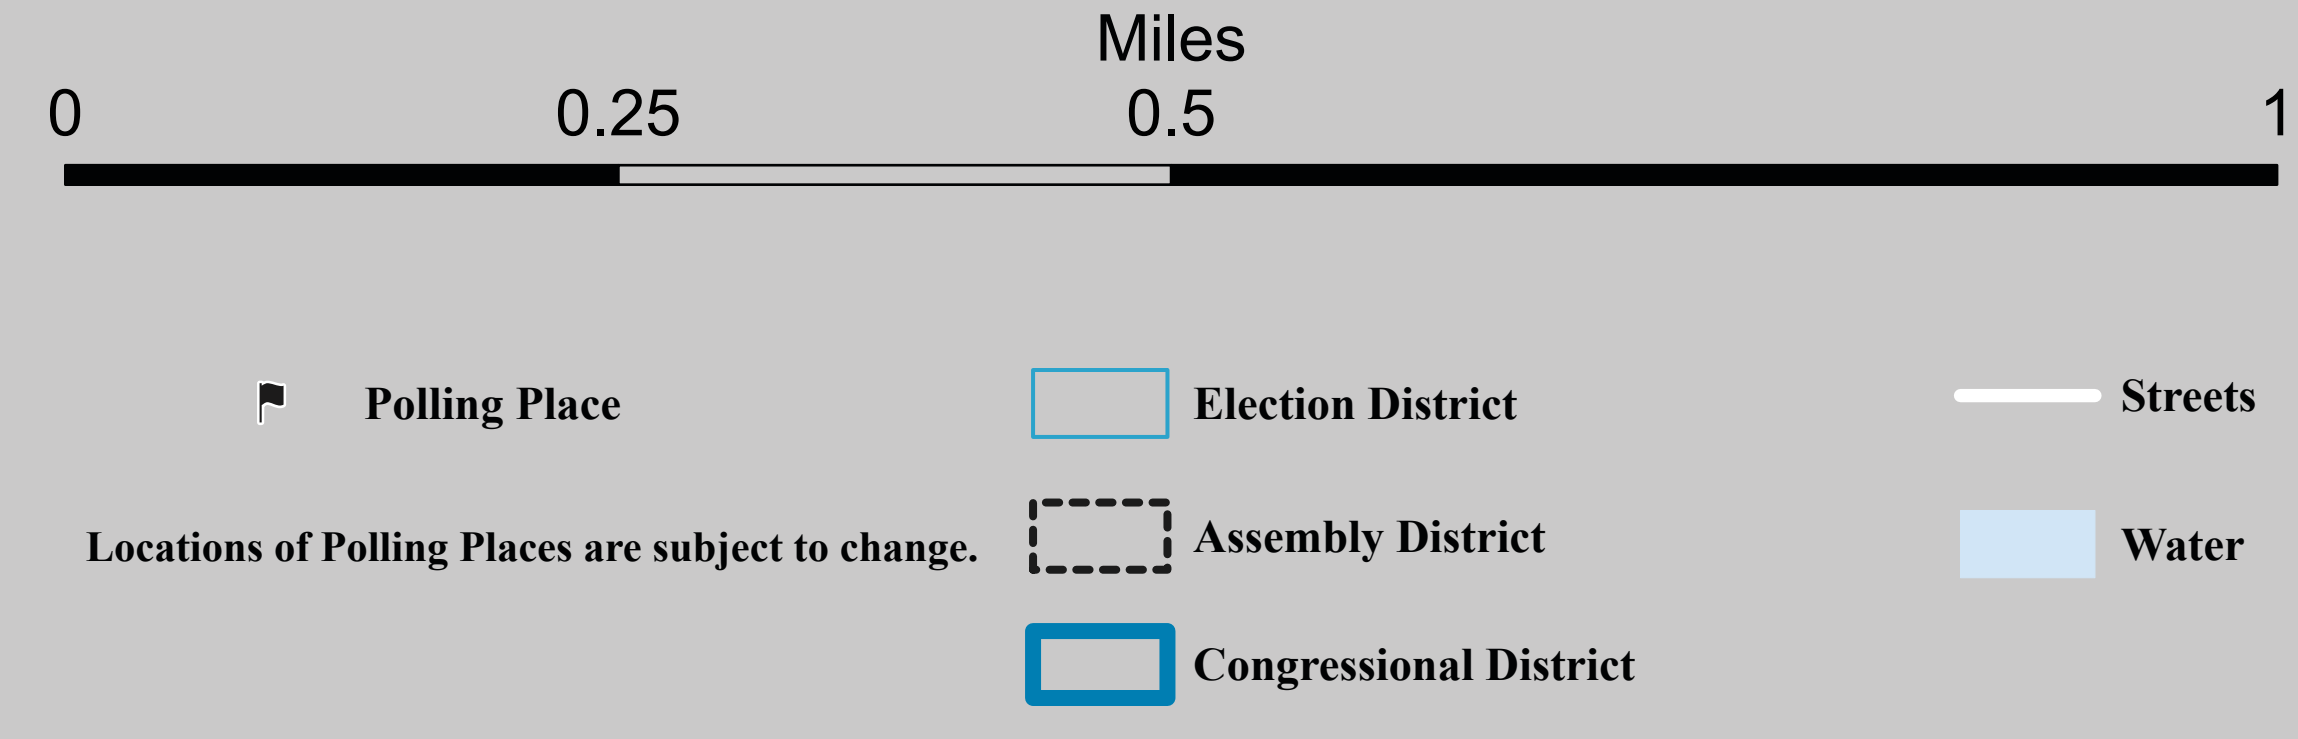 Miles
0 0.25 0.5 1
Polling Place
Election District
Streets
Locations of Polling Places are subject to change.
Assembly District
Water
Congressional District